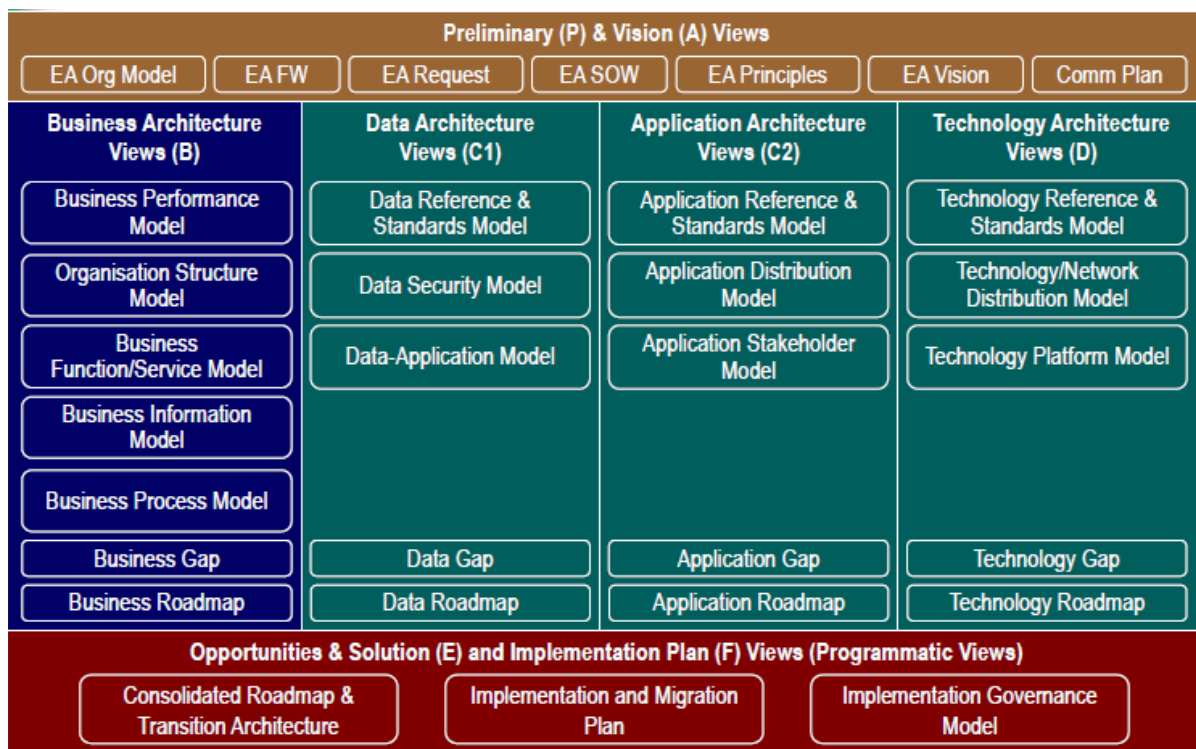 Preliminary (P) & Vision (A) Views
EA Org Model
EA FW
EA Request
EA SOW
EA Principles
EA Vision
Comm Plan
Business Architecture
Views (B)
Business Performance
Model
Organisation Structure
Model
Business
Function/Service Model
Business Information
Model
Business Process Model
Business Gap
Business Roadmap
Data Architecture
Views (C1)
Data Reference &
Standards Model
Data Security Model
Data-Application Model
Data Gap
Data Roadmap
Application Architecture
Views (C2)
Application Reference &
Standards Model
Application Distribution
Model
Application Stakeholder
Model
Application Gap
Application Roadmap
Technology Architecture
Views (D)
Technology Reference &
Standards Model
Technology/Network
Distribution Model
Technology Platform Model
Technology Gap
Technology Roadmap
Opportunities & Solution (E) and Implementation Plan (F) Views (Programmatic Views)
Consolidated Roadmap &
Transition Architecture
Implementation and Migration
Plan
Implementation Governance
Model